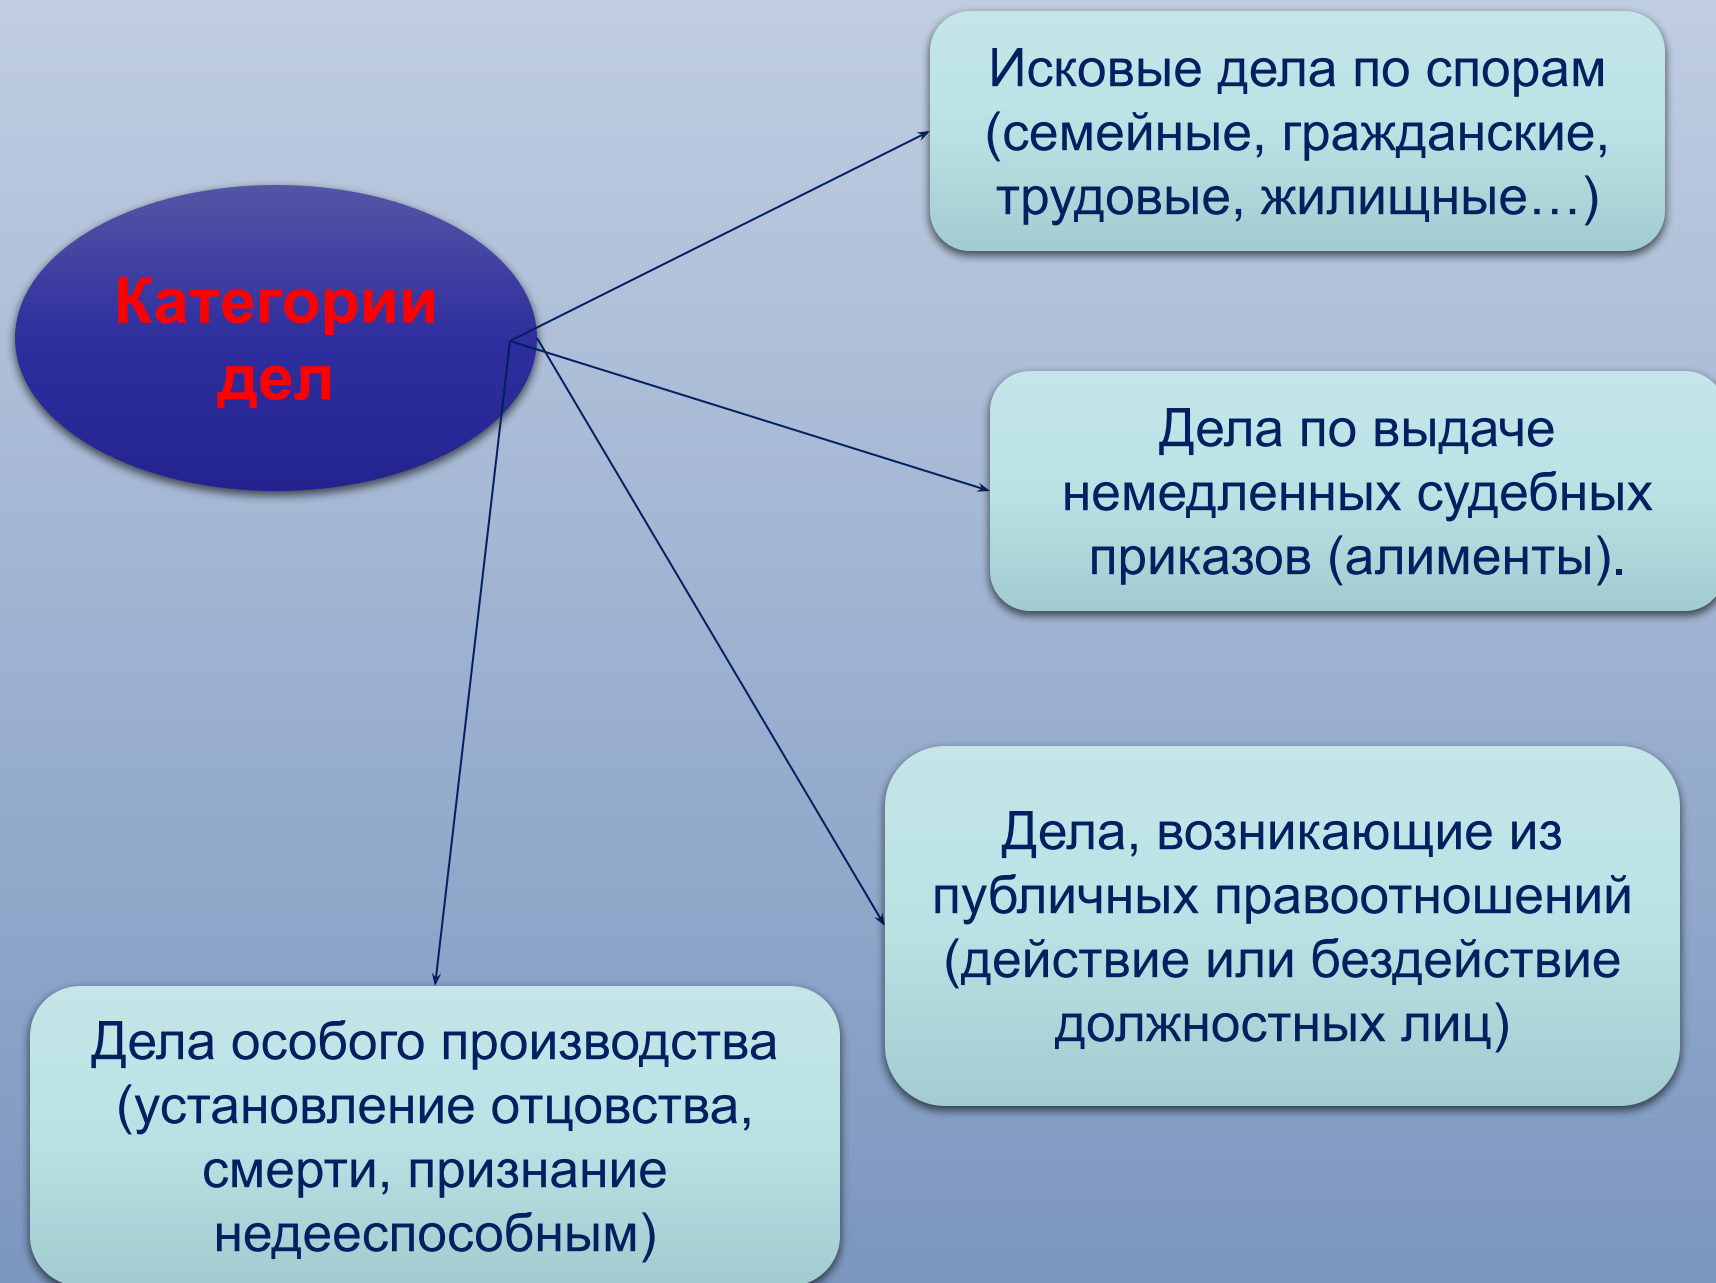 Категории
дел
Исковые дела по спорам
(семейные, гражданские,
трудовые, жилищные…)
Дела по выдаче
немедленных судебных
приказов (алименты).
Дела, возникающие из
публичных правоотношений
(действие или бездействие
должностных лиц)
Дела особого производства
(установление отцовства,
смерти, признание
недееспособным)